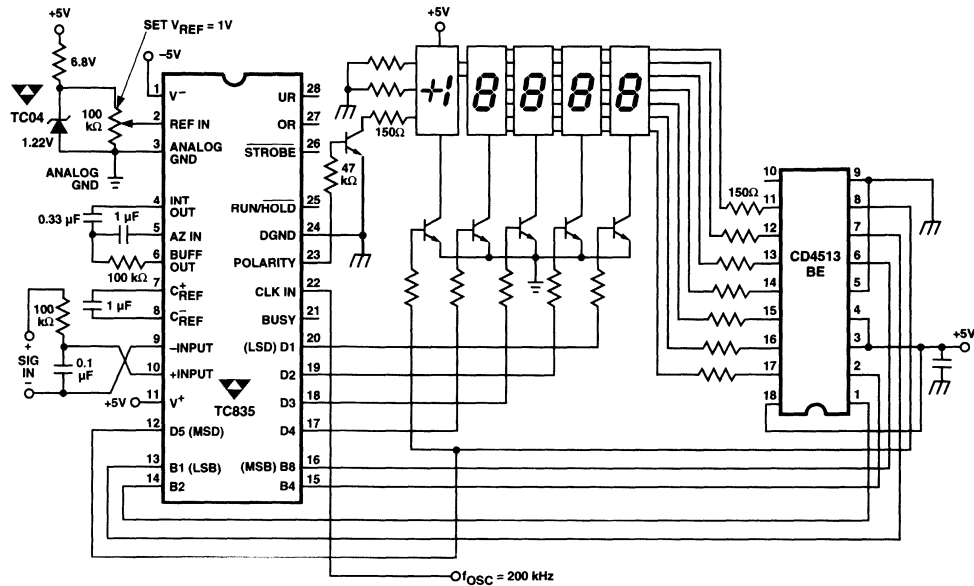 +5V
SET VREF = 1V
6.8V
–5V
TC04
1.22V
100 kΩ
ANALOG GND
1 V–
2 REF IN
3 ANALOG GND
4 INT OUT
5 AZ IN
6 BUFF OUT
7 C+REF
8 C–REF
9 –INPUT
10 +INPUT
11 V+
12 D5 (MSD)
13 B1 (LSB)
14 B2
0.33 µF
1 µF
100 kΩ
1 µF
100 kΩ
+
SIG IN
–
0.1 µF
+5V
TC835
UR 28
OR 27
STROBE 26
RUN/HOLD 25
DGND 24
POLARITY 23
CLK IN 22
BUSY 21
(LSD) D1 20
D2 19
D3 18
D4 17
(MSB) B8 16
B4 15
fOSC = 200 kHz
47 kΩ
150Ω
+5V
+1 8 8 8 8
150Ω
CD4513 BE
10
11
12
13
14
15
16
17
18
9
8
7
6
5
4
3
2
1
+5V